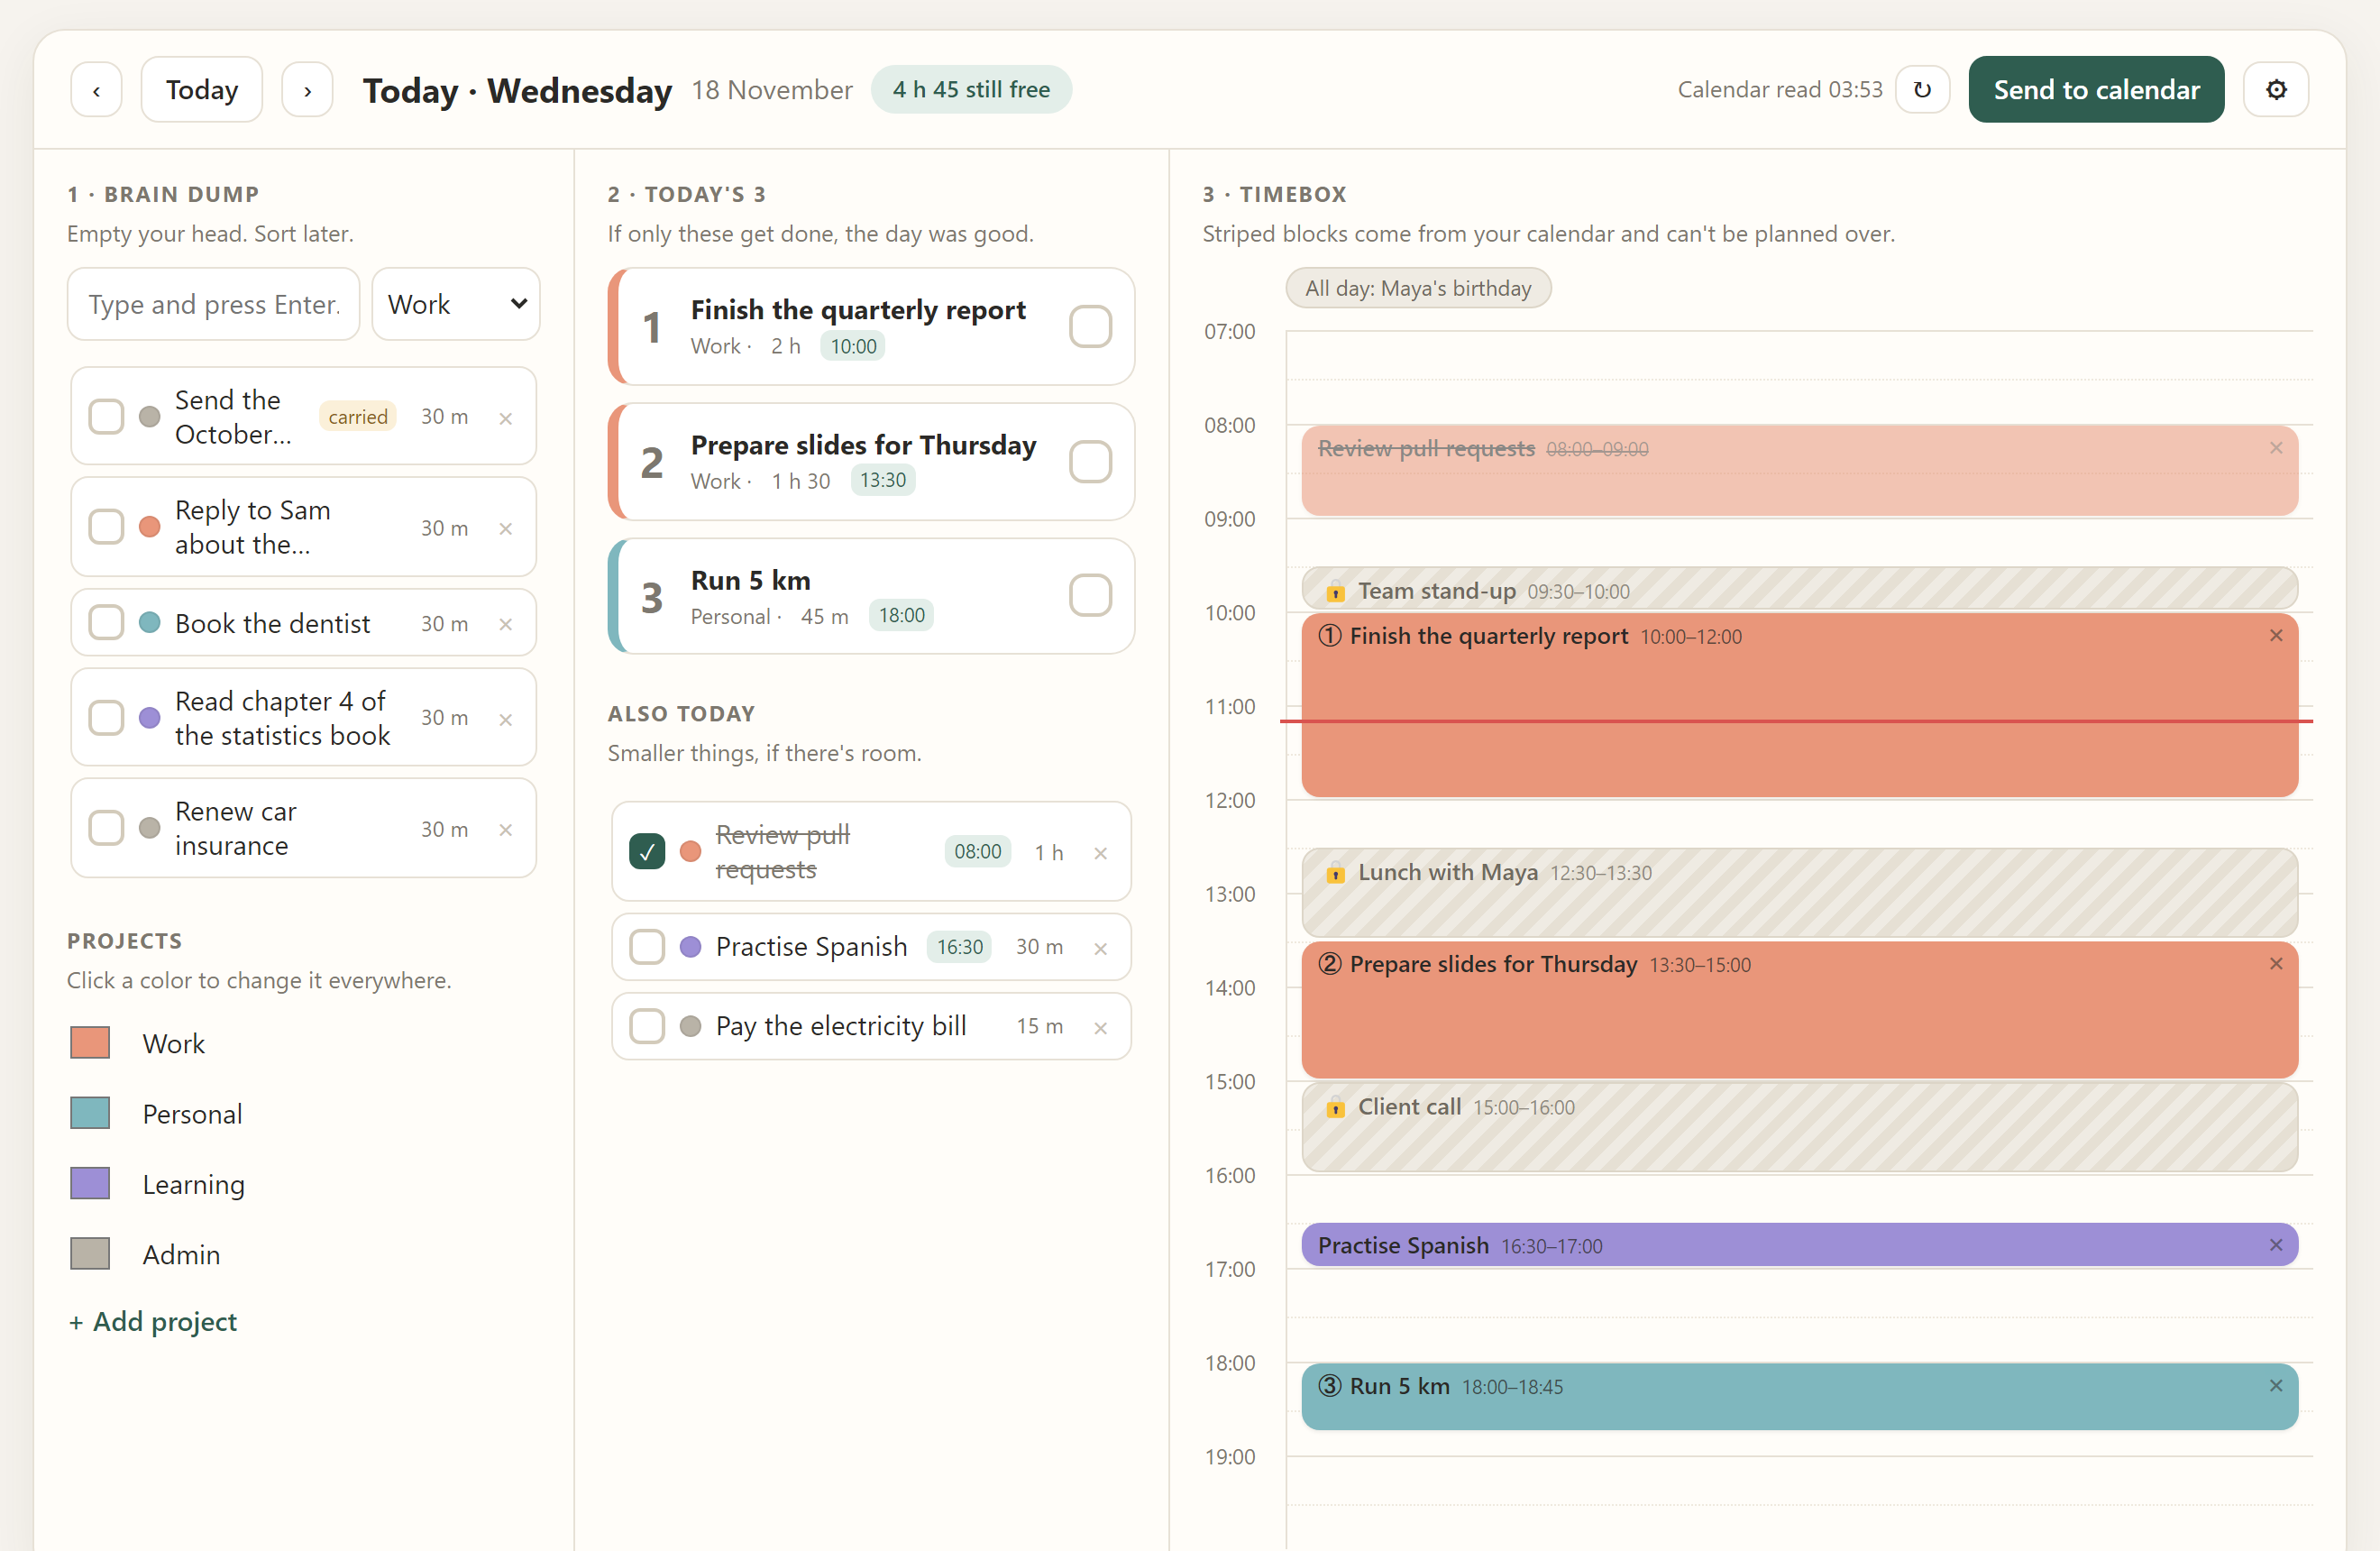 ‹ Today › Today · Wednesday 18 November 4 h 45 still free Calendar read 03:53 ↻ Send to calendar ⚙
1 · BRAIN DUMP
Empty your head. Sort later.
Type and press Enter. Work
Send the
October... carried 30 m ×
Reply to Sam
about the... 30 m ×
Book the dentist 30 m ×
Read chapter 4 of
the statistics book 30 m ×
Renew car
insurance 30 m ×
PROJECTS
Click a color to change it everywhere.
Work
Personal
Learning
Admin
+ Add project
2 · TODAY'S 3
If only these get done, the day was good.
1 Finish the quarterly report
Work · 2 h 10:00
2 Prepare slides for Thursday
Work · 1 h 30 13:30
3 Run 5 km
Personal · 45 m 18:00
ALSO TODAY
Smaller things, if there's room.
Review pull
requests 08:00 1 h ×
Practise Spanish 16:30 30 m ×
Pay the electricity bill 15 m ×
3 · TIMEBOX
Striped blocks come from your calendar and can't be planned over.
All day: Maya's birthday
07:00
08:00
Review pull requests 08:00–09:00 ×
09:00
Team stand-up 09:30–10:00
10:00
① Finish the quarterly report 10:00–12:00 ×
11:00
12:00
Lunch with Maya 12:30–13:30
13:00
② Prepare slides for Thursday 13:30–15:00 ×
14:00
15:00
Client call 15:00–16:00
16:00
Practise Spanish 16:30–17:00 ×
17:00
18:00
③ Run 5 km 18:00–18:45 ×
19:00